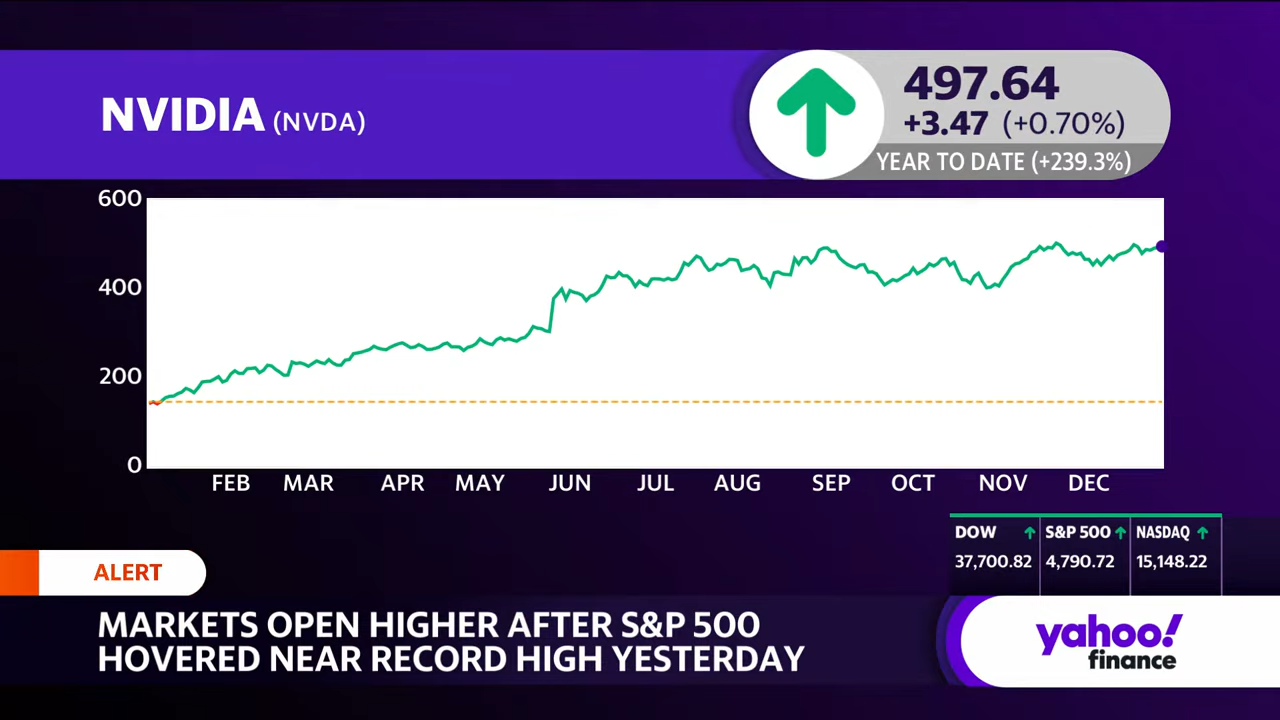 NVIDIA (NVDA)
497.64
+3.47 (+0.70%)
YEAR TO DATE (+239.3%)
600
400
200
0
FEB MAR APR MAY JUN JUL AUG SEP OCT NOV DEC
DOW S&P 500 NASDAQ
37,700.82 4,790.72 15,148.22
ALERT
MARKETS OPEN HIGHER AFTER S&P 500
HOVERED NEAR RECORD HIGH YESTERDAY
yahoo!
finance